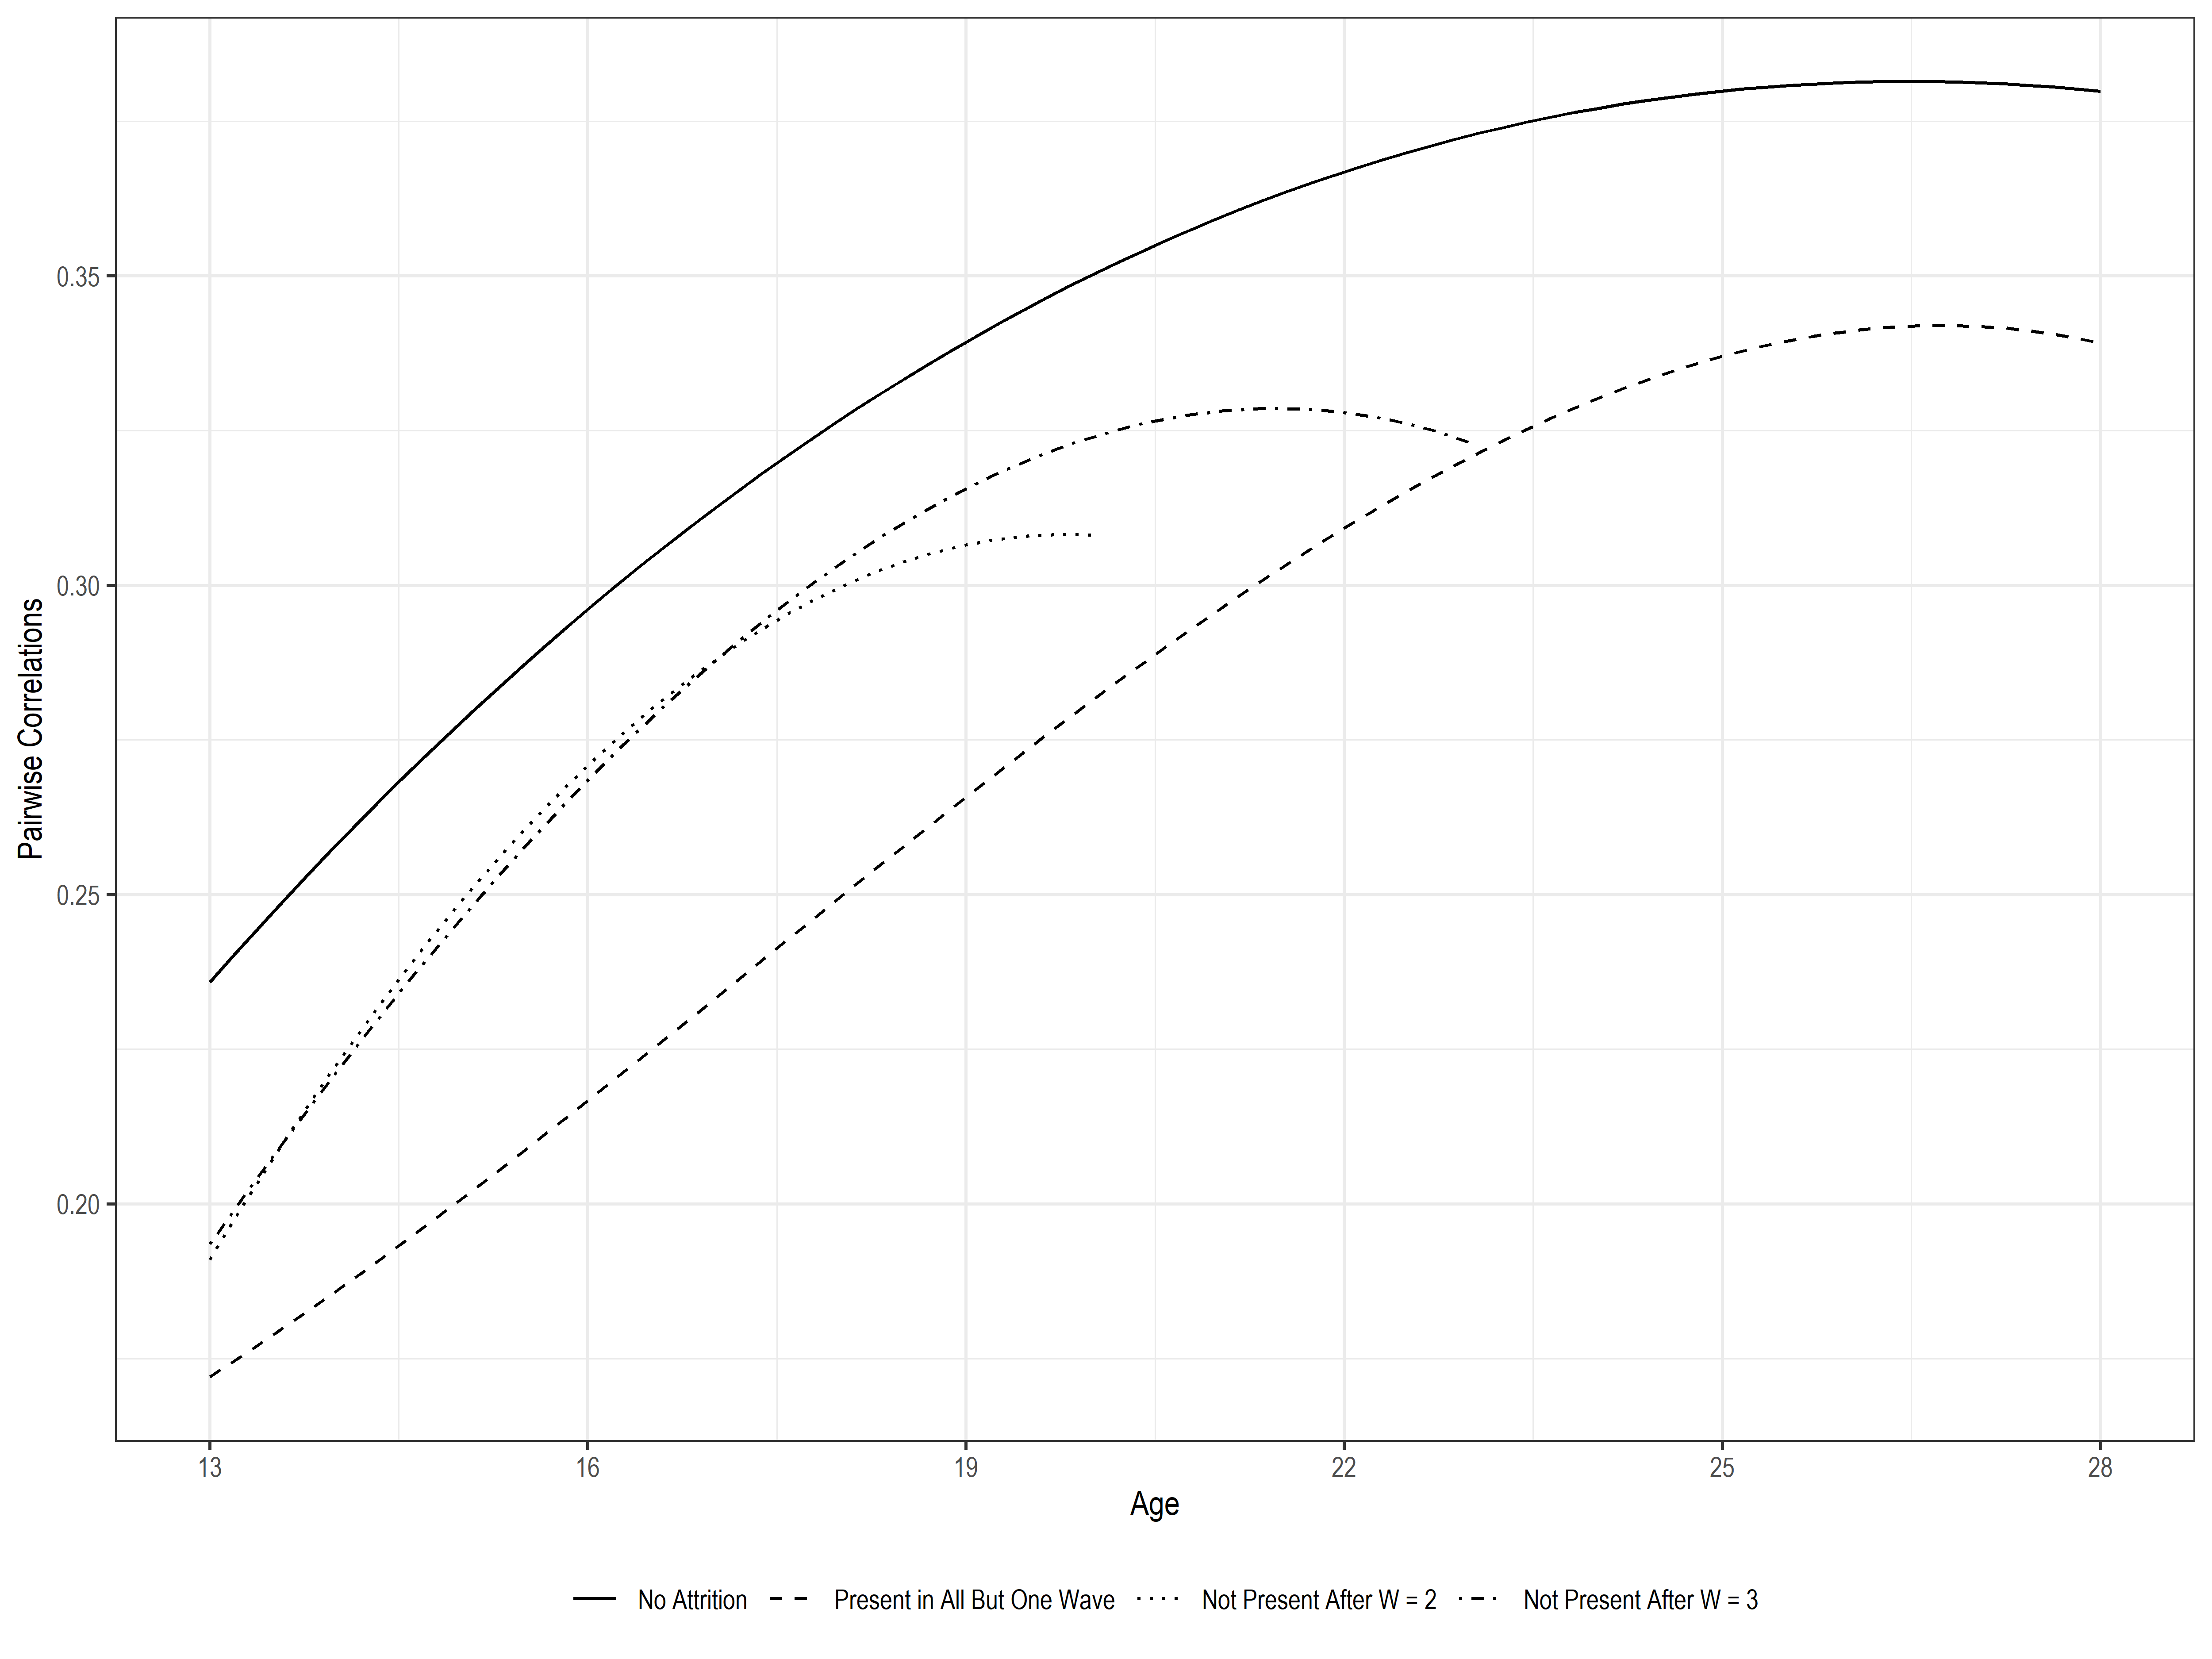 Pairwise Correlations
0.35
0.30
0.25
0.20
13 16 19 22 25 28
Age
No Attrition Present in All But One Wave Not Present After W = 2 Not Present After W = 3